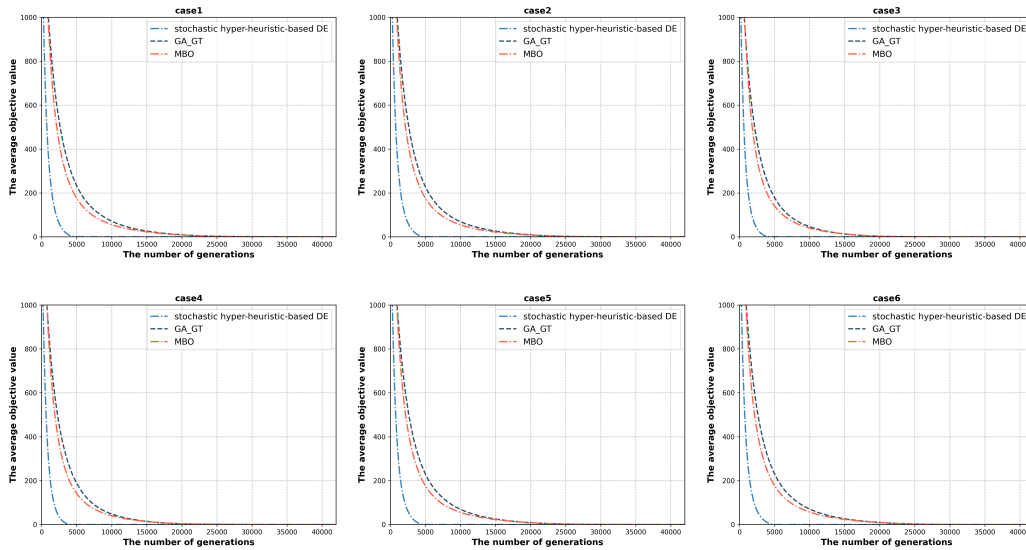 case1
case2
case3
The average objective value
1000
800
600
400
200
0
stochastic hyper-heuristic-based DE
GA_GT
MBO
0 5000 10000 15000 20000 25000 30000 35000 40000
The number of generations
The average objective value
1000
800
600
400
200
0
stochastic hyper-heuristic-based DE
GA_GT
MBO
0 5000 10000 15000 20000 25000 30000 35000 40000
The number of generations
The average objective value
1000
800
600
400
200
0
stochastic hyper-heuristic-based DE
GA_GT
MBO
0 5000 10000 15000 20000 25000 30000 35000 40000
The number of generations
case4
case5
case6
The average objective value
1000
800
600
400
200
0
stochastic hyper-heuristic-based DE
GA_GT
MBO
0 5000 10000 15000 20000 25000 30000 35000 40000
The number of generations
The average objective value
1000
800
600
400
200
0
stochastic hyper-heuristic-based DE
GA_GT
MBO
0 5000 10000 15000 20000 25000 30000 35000 40000
The number of generations
The average objective value
1000
800
600
400
200
0
stochastic hyper-heuristic-based DE
GA_GT
MBO
0 5000 10000 15000 20000 25000 30000 35000 40000
The number of generations